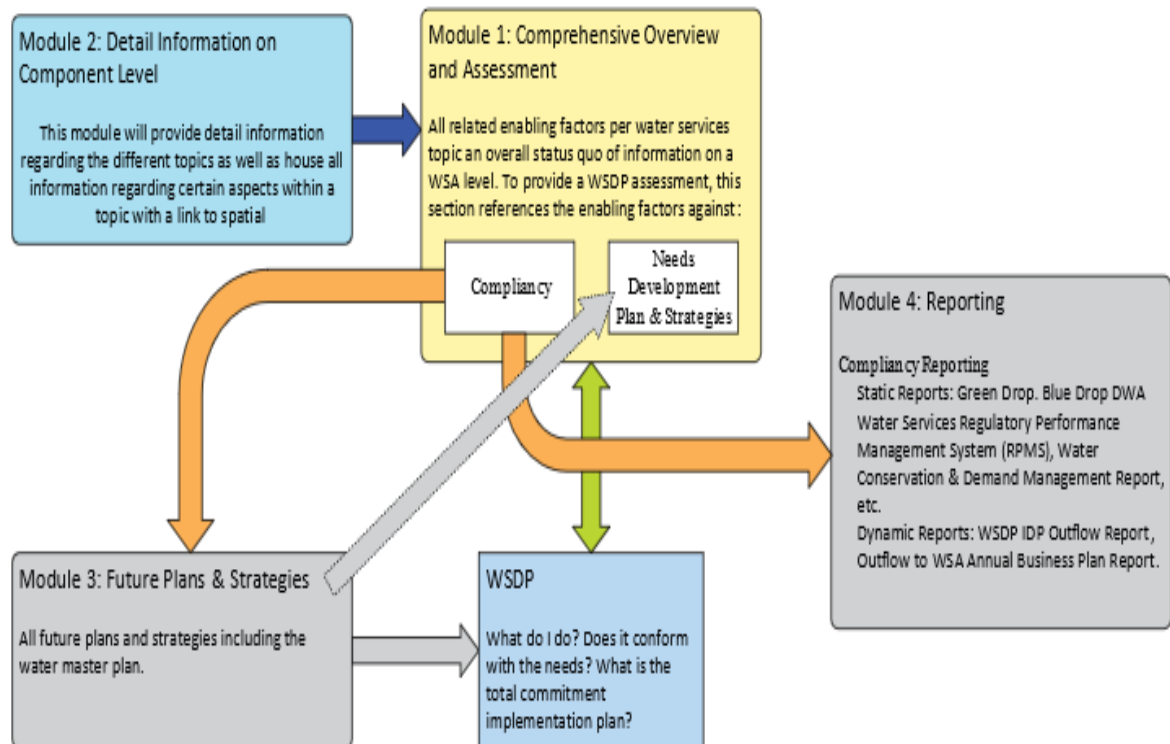 Module 2: Detail Information on
Component Level
This module will provide detail information
regarding the different topics as well as house all
information regarding certain aspects within a
topic with a link to spatial
Module 1: Comprehensive Overview
and Assessment
All related enabling factors per water services
topic an overall status quo of information on a
WSA level. To provide a WSDP assessment, this
section references the enabling factors against:
Compliancy
Needs
Development
Plan & Strategies
Module 4: Reporting
Compliancy Reporting
Static Reports: Green Drop. Blue Drop DWA
Water Services Regulatory Performance
Management System (RPMS), Water
Conservation & Demand Management Report,
etc.
Dynamic Reports: WSDP IDP Outflow Report,
Outflow to WSA Annual Business Plan Report.
Module 3: Future Plans & Strategies
All future plans and strategies including the
water master plan.
WSDP
What do I do? Does it conform
with the needs? What is the
total commitment
implementation plan?